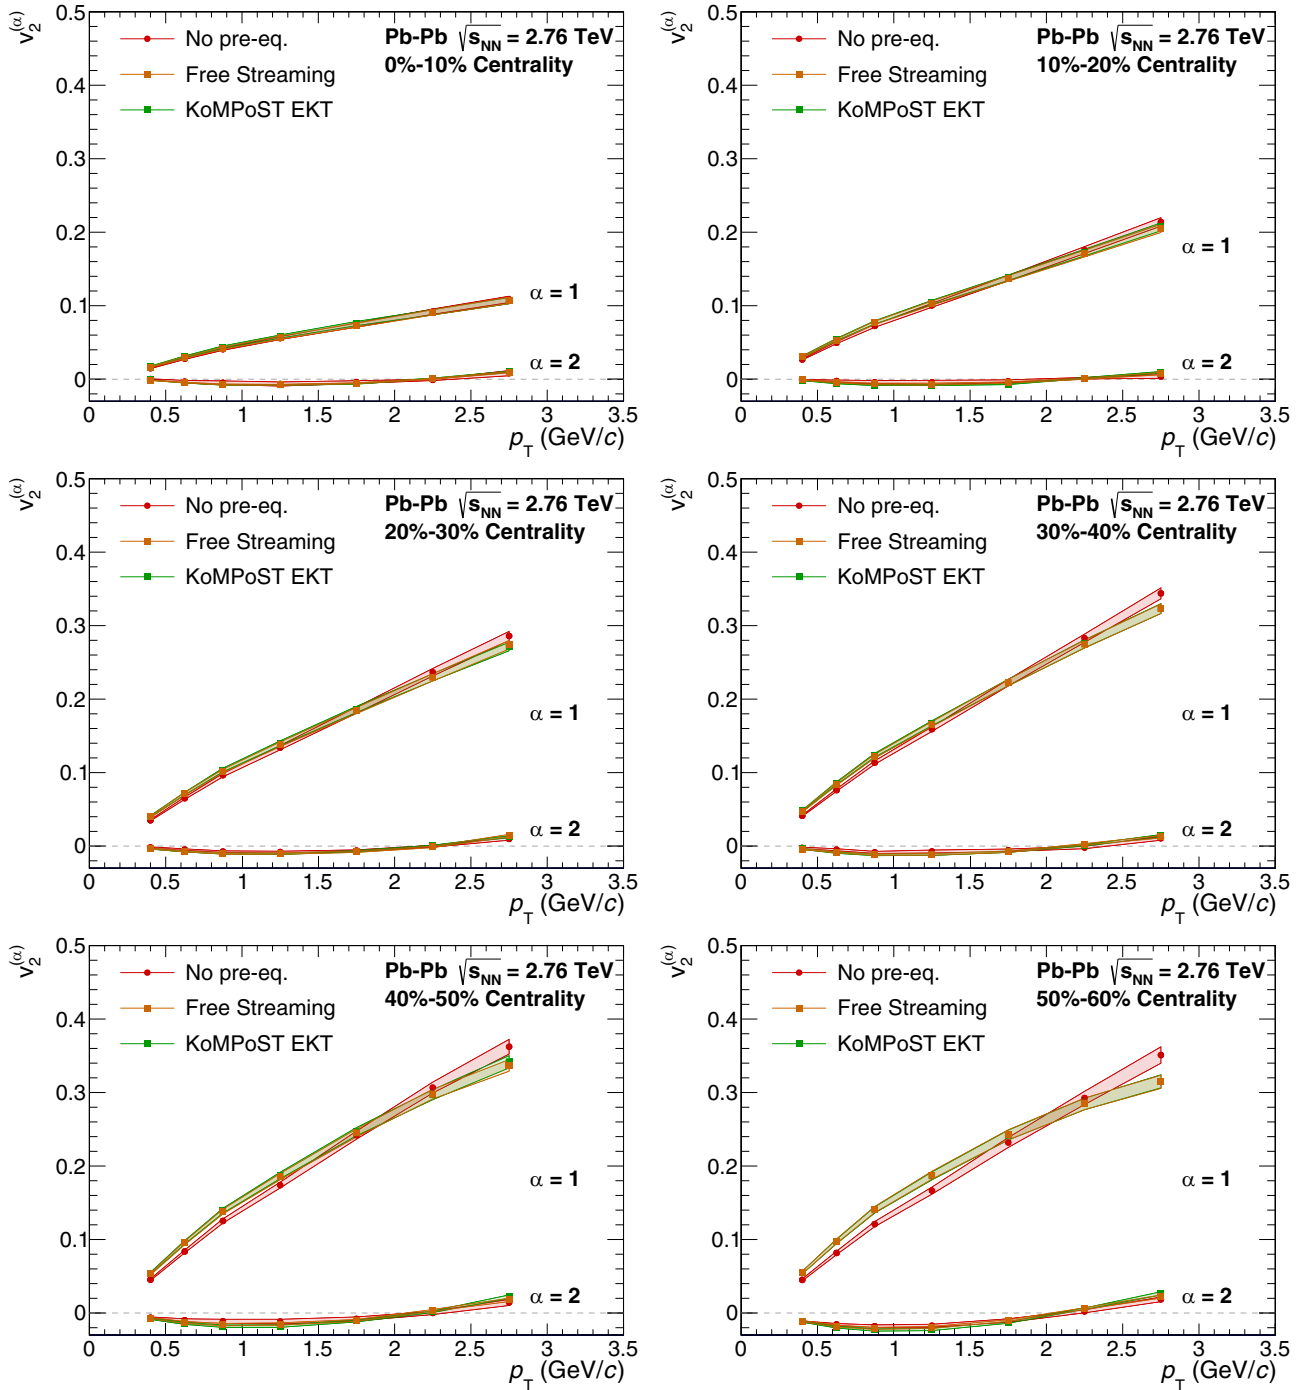 v₂^(α)
0.5
0.4
0.3
0.2
0.1
0
No pre-eq.
Free Streaming
KoMPoST EKT
Pb-Pb √s_NN = 2.76 TeV
0%-10% Centrality
α = 1
α = 2
0 0.5 1 1.5 2 2.5 3 3.5
p_T (GeV/c)
v₂^(α)
0.5
0.4
0.3
0.2
0.1
0
No pre-eq.
Free Streaming
KoMPoST EKT
Pb-Pb √s_NN = 2.76 TeV
10%-20% Centrality
α = 1
α = 2
0 0.5 1 1.5 2 2.5 3 3.5
p_T (GeV/c)
v₂^(α)
0.5
0.4
0.3
0.2
0.1
0
No pre-eq.
Free Streaming
KoMPoST EKT
Pb-Pb √s_NN = 2.76 TeV
20%-30% Centrality
α = 1
α = 2
0 0.5 1 1.5 2 2.5 3 3.5
p_T (GeV/c)
v₂^(α)
0.5
0.4
0.3
0.2
0.1
0
No pre-eq.
Free Streaming
KoMPoST EKT
Pb-Pb √s_NN = 2.76 TeV
30%-40% Centrality
α = 1
α = 2
0 0.5 1 1.5 2 2.5 3 3.5
p_T (GeV/c)
v₂^(α)
0.5
0.4
0.3
0.2
0.1
0
No pre-eq.
Free Streaming
KoMPoST EKT
Pb-Pb √s_NN = 2.76 TeV
40%-50% Centrality
α = 1
α = 2
0 0.5 1 1.5 2 2.5 3 3.5
p_T (GeV/c)
v₂^(α)
0.5
0.4
0.3
0.2
0.1
0
No pre-eq.
Free Streaming
KoMPoST EKT
Pb-Pb √s_NN = 2.76 TeV
50%-60% Centrality
α = 1
α = 2
0 0.5 1 1.5 2 2.5 3 3.5
p_T (GeV/c)